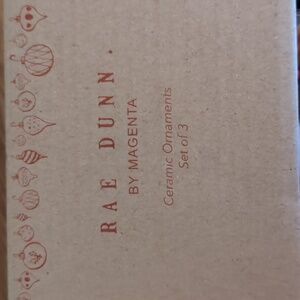 RAE DUNN.
BY MAGENTA
Ceramic Ornaments
Set of 3